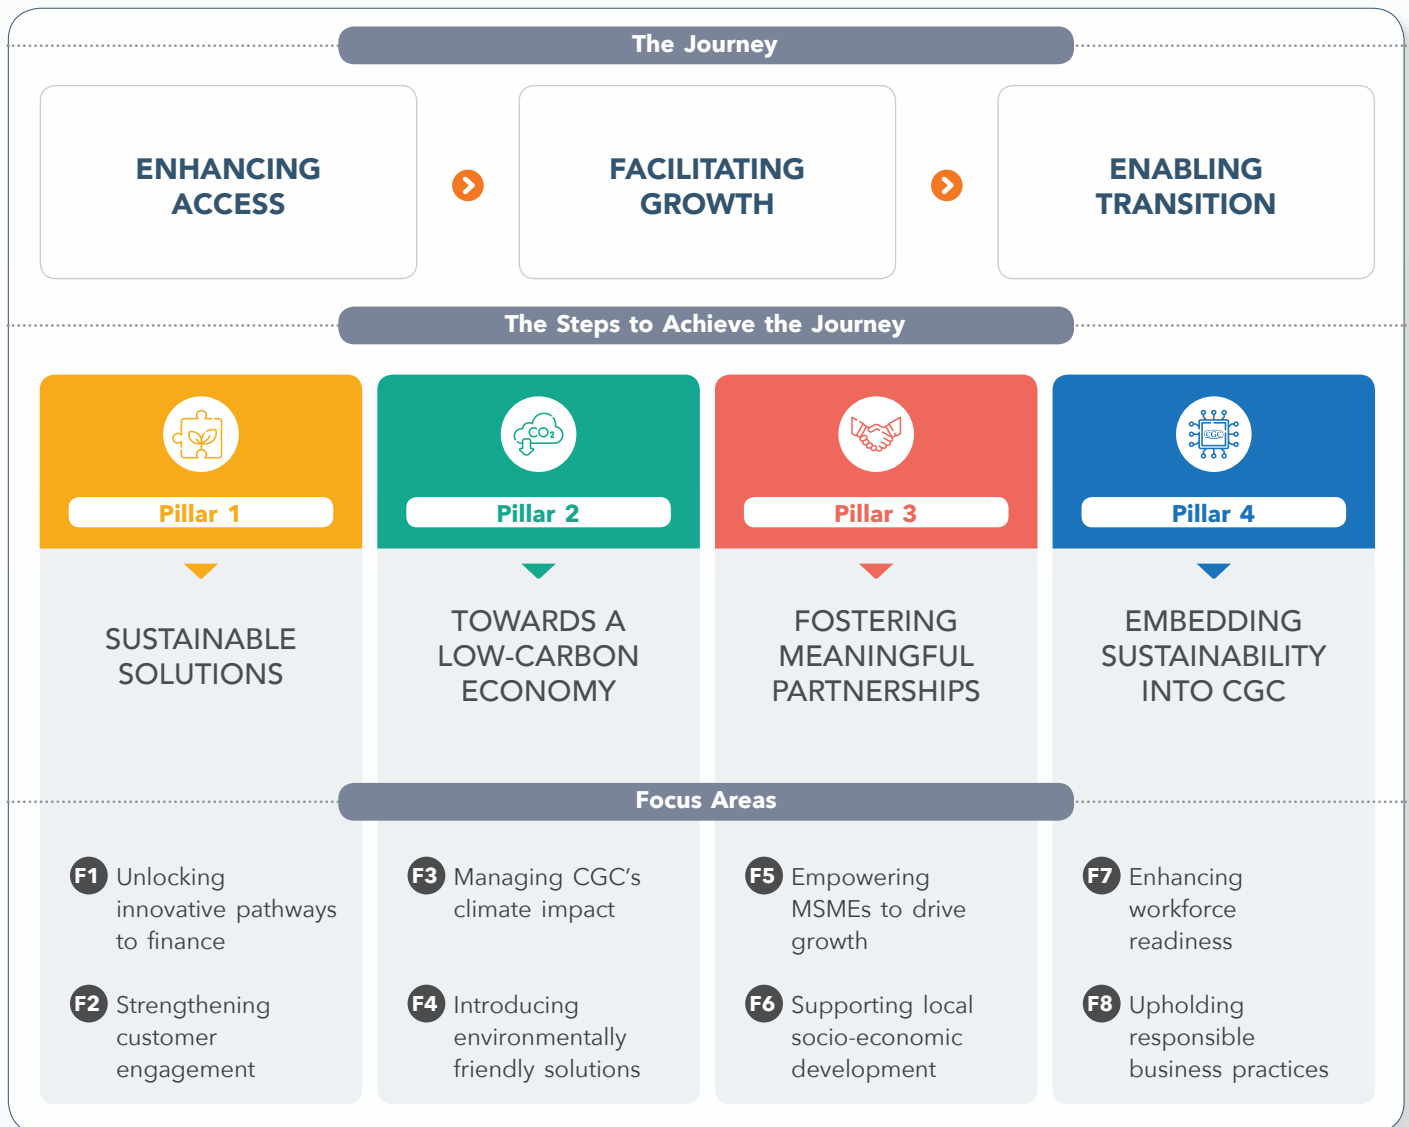 The Journey
ENHANCING
ACCESS
FACILITATING
GROWTH
ENABLING
TRANSITION
The Steps to Achieve the Journey
CO2
CGC
Pillar 1
Pillar 2
Pillar 3
Pillar 4
SUSTAINABLE
SOLUTIONS
TOWARDS A
LOW-CARBON
ECONOMY
FOSTERING
MEANINGFUL
PARTNERSHIPS
EMBEDDING
SUSTAINABILITY
INTO CGC
Focus Areas
F1 Unlocking
innovative pathways
to finance
F2 Strengthening
customer
engagement
F3 Managing CGC’s
climate impact
F4 Introducing
environmentally
friendly solutions
F5 Empowering
MSMEs to drive
growth
F6 Supporting local
socio-economic
development
F7 Enhancing
workforce
readiness
F8 Upholding
responsible
business practices